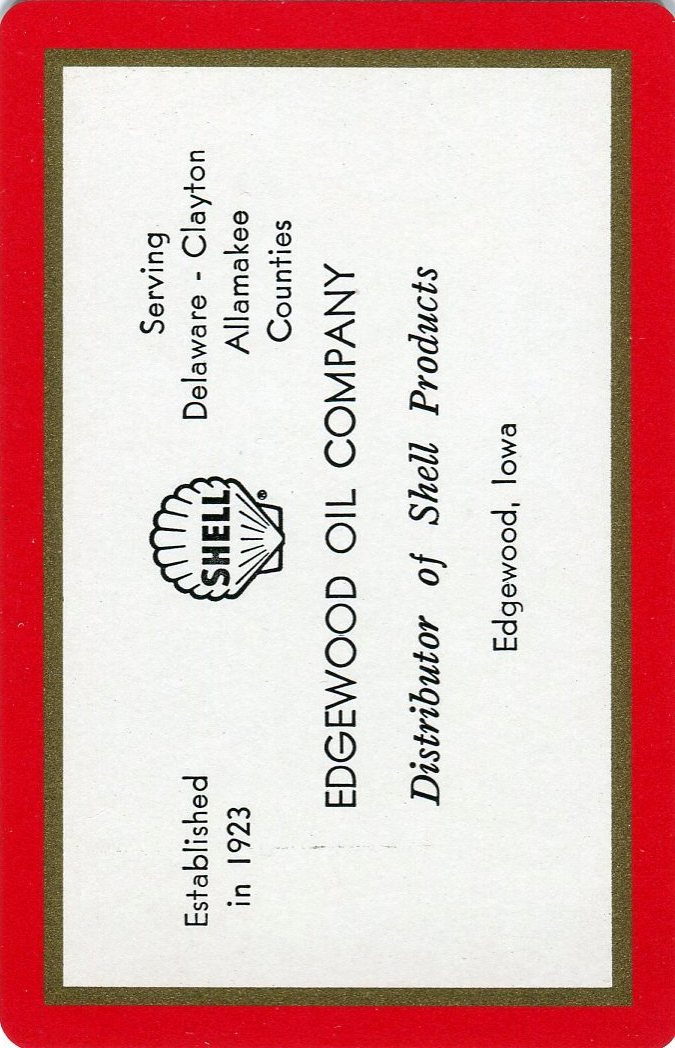 Established
in 1923
SHELL
®
Serving
Delaware - Clayton
Allamakee
Counties
EDGEWOOD OIL COMPANY
Distributor of Shell Products
Edgewood, Iowa